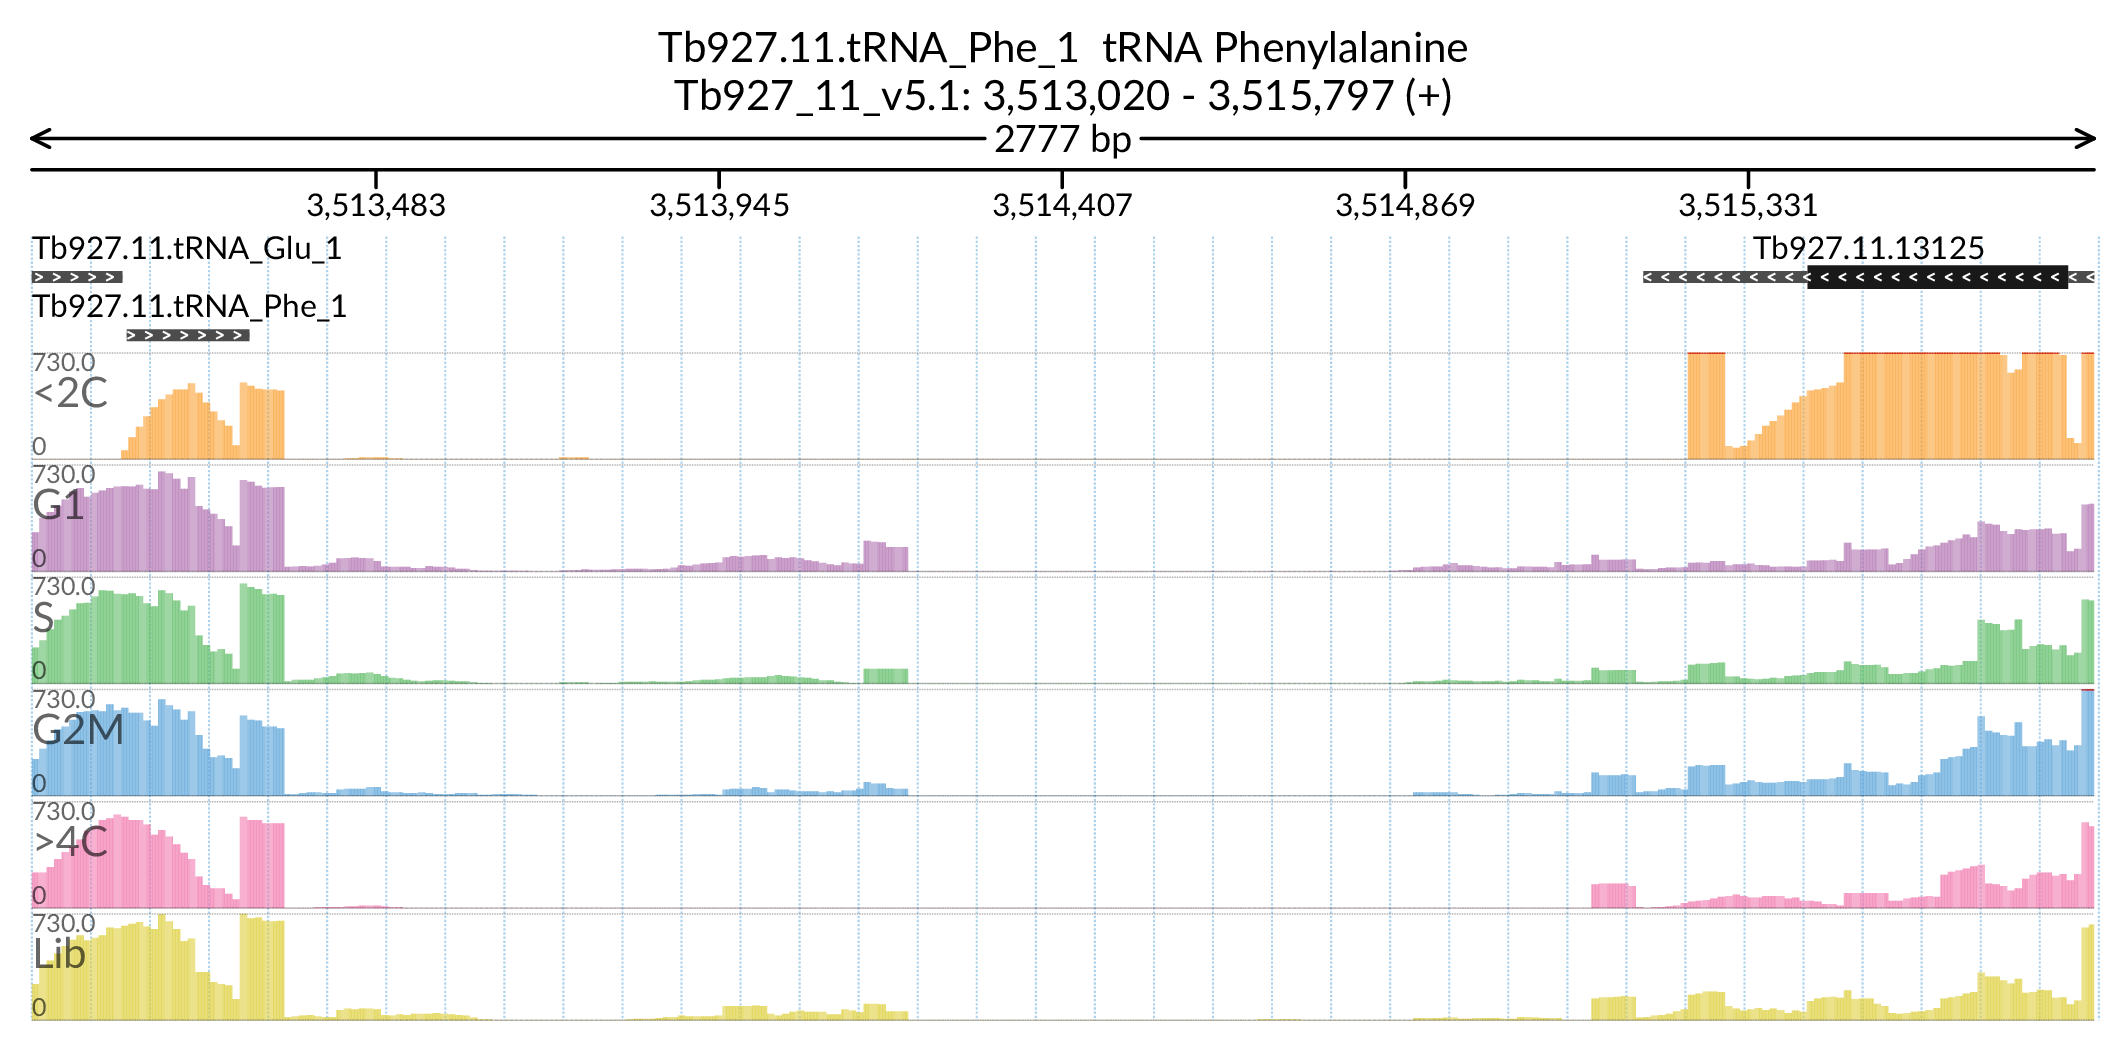 Tb927.11.tRNA_Phe_1 tRNA Phenylalanine
Tb927_11_v5.1: 3,513,020 - 3,515,797 (+)
2777 bp
3,513,483 3,513,945 3,514,407 3,514,869 3,515,331
Tb927.11.tRNA_Glu_1 Tb927.11.13125
Tb927.11.tRNA_Phe_1
730.0
<2C
0
730.0
G1
0
730.0
S
0
730.0
G2M
0
730.0
>4C
0
730.0
Lib
0